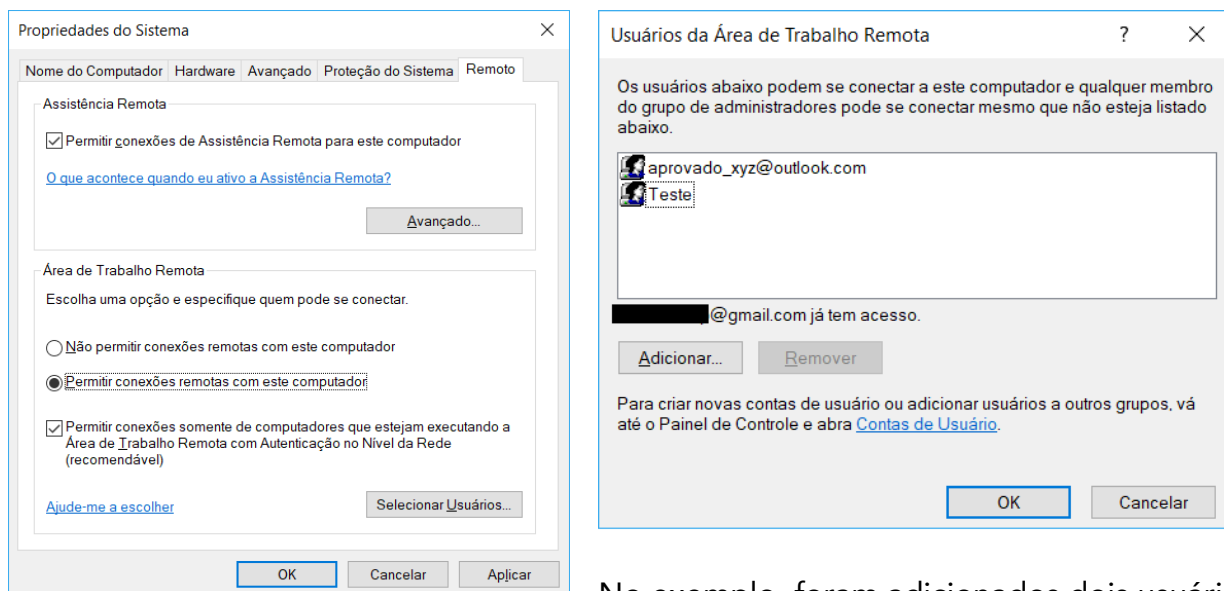 Propriedades do Sistema
Nome do Computador Hardware Avançado Proteção do Sistema Remoto
Assistência Remota
Permitir conexões de Assistência Remota para este computador
O que acontece quando eu ativo a Assistência Remota?
Avançado...
Área de Trabalho Remota
Escolha uma opção e especifique quem pode se conectar.
Não permitir conexões remotas com este computador
Permitir conexões remotas com este computador
Permitir conexões somente de computadores que estejam executando a
Área de Trabalho Remota com Autenticação no Nível da Rede
(recomendável)
Ajude-me a escolher
Selecionar Usuários...
OK Cancelar Aplicar
Usuários da Área de Trabalho Remota ?
Os usuários abaixo podem se conectar a este computador e qualquer membro
do grupo de administradores pode se conectar mesmo que não esteja listado
abaixo.
aprovado_xyz@outlook.com
Teste
@gmail.com já tem acesso.
Adicionar... Remover
Para criar novas contas de usuário ou adicionar usuários a outros grupos, vá
até o Painel de Controle e abra Contas de Usuário.
OK Cancelar
No exemplo, foram adicionados dois